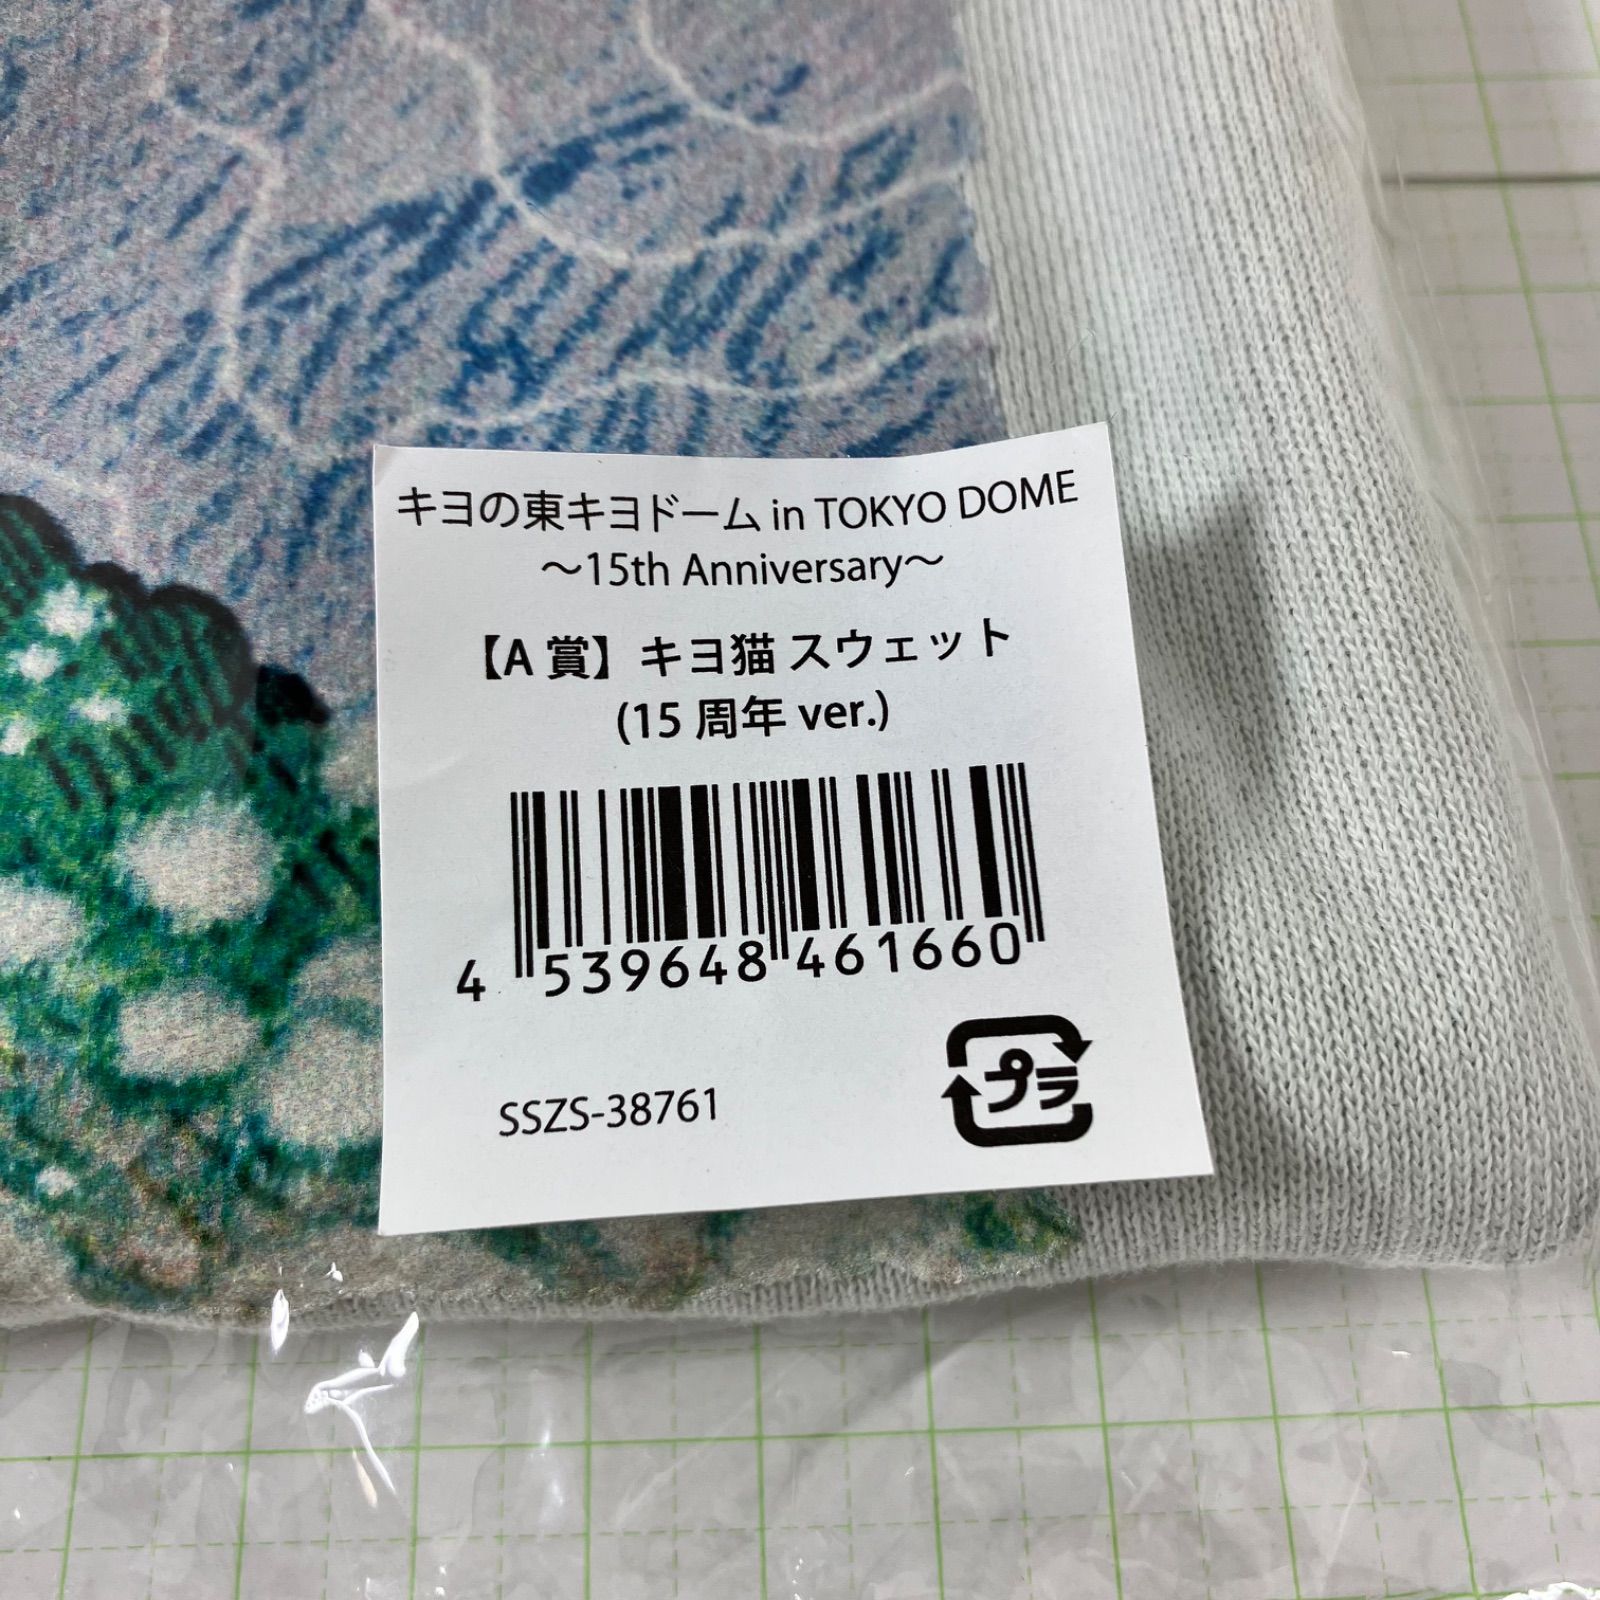 キヨの東キヨドーム in TOKYO DOME
～15th Anniversary～
【A 賞】キヨ猫 スウェット
(15 周年 ver.)
4 539648 461660
SSZS-38761
プラ